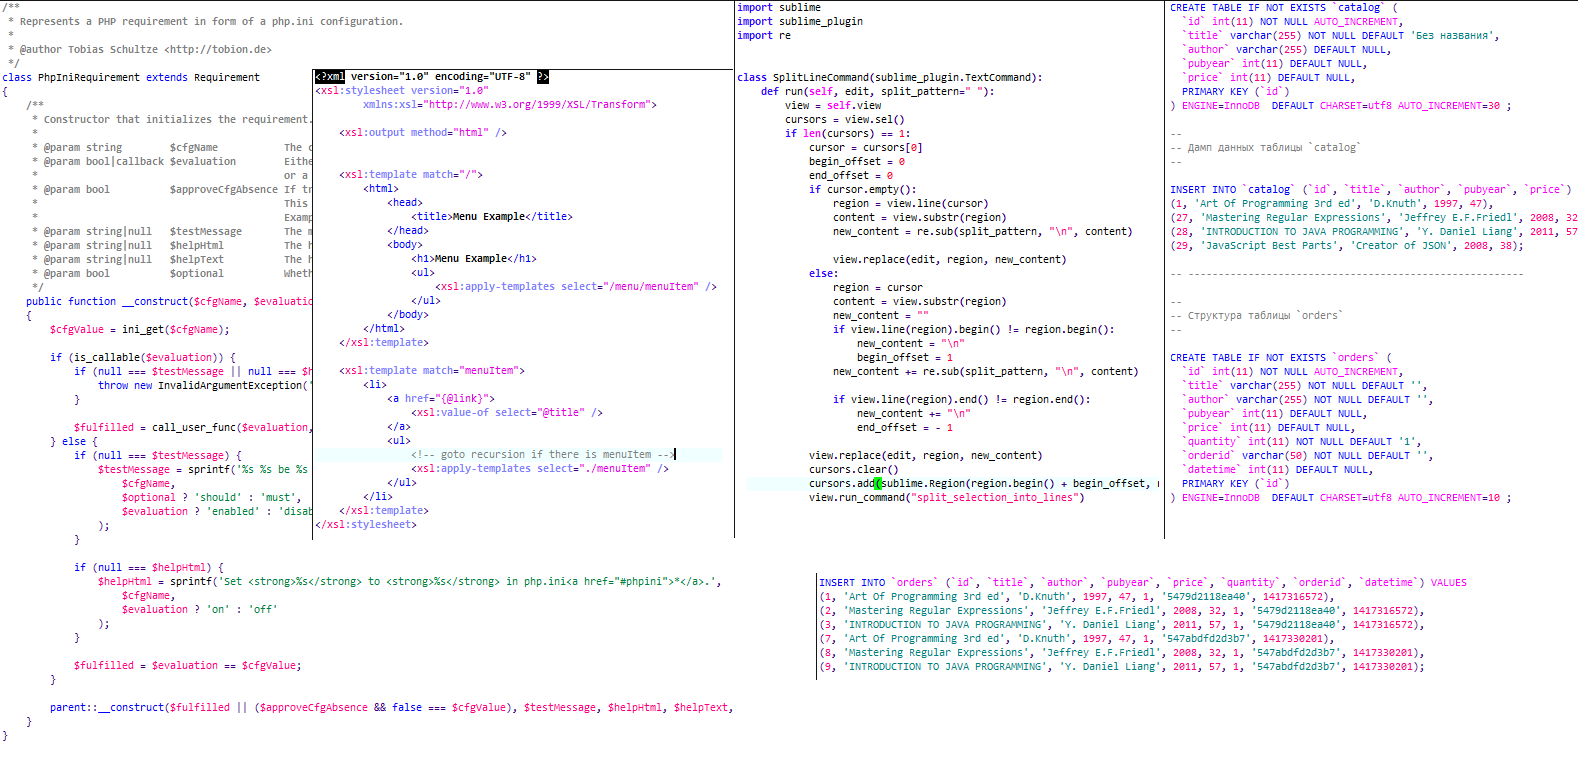 /**
 * Represents a PHP requirement in form of a php.ini configuration.
 *
 * @author Tobias Schultze <http://tobion.de>
 */
class PhpIniRequirement extends Requirement
{
    /**
     * Constructor that initializes the requirement.
     *
     * @param string        $cfgName           The
     * @param bool|callback $evaluation        Eithe
     *                                         or a
     * @param bool          $approveCfgAbsence If tr
     *                                         This
     *                                         Examp
     * @param string|null   $testMessage       The m
     * @param string|null   $helpHtml          The h
     * @param string|null   $helpText          The h
     * @param bool          $optional          Wheth
     */
    public function __construct($cfgName, $evaluatio
    {
        $cfgValue = ini_get($cfgName);

        if (is_callable($evaluation)) {
            if (null === $testMessage || null === $h
                throw new InvalidArgumentException('
            }

            $fulfilled = call_user_func($evaluation,
        } else {
            if (null === $testMessage) {
                $testMessage = sprintf('%s %s be %s
                    $cfgName,
                    $optional ? 'should' : 'must',
                    $evaluation ? 'enabled' : 'disab
                );
            }

            if (null === $helpHtml) {
                $helpHtml = sprintf('Set <strong>%s</strong> to <strong>%s</strong> in php.ini<a href="#phpini">*</a>.',
                    $cfgName,
                    $evaluation ? 'on' : 'off'
                );
            }

            $fulfilled = $evaluation == $cfgValue;
        }

        parent::__construct($fulfilled || ($approveCfgAbsence && false === $cfgValue), $testMessage, $helpHtml, $helpText,
    }
}
<?xml version="1.0" encoding="UTF-8" ?>
<xsl:stylesheet version="1.0"
        xmlns:xsl="http://www.w3.org/1999/XSL/Transform">

    <xsl:output method="html" />

    <xsl:template match="/">
        <html>
            <head>
                <title>Menu Example</title>
            </head>
            <body>
                <h1>Menu Example</h1>
                <ul>
                    <xsl:apply-templates select="/menu/menuItem" />
                </ul>
            </body>
        </html>
    </xsl:template>

    <xsl:template match="menuItem">
        <li>
            <a href="{@link}">
                <xsl:value-of select="@title" />
            </a>
            <ul>
                <!-- goto recursion if there is menuItem -->
                <xsl:apply-templates select="./menuItem" />
            </ul>
        </li>
    </xsl:template>
</xsl:stylesheet>
import sublime
import sublime_plugin
import re

class SplitLineCommand(sublime_plugin.TextCommand):
    def run(self, edit, split_pattern=" "):
        view = self.view
        cursors = view.sel()
        if len(cursors) == 1:
            cursor = cursors[0]
            begin_offset = 0
            end_offset = 0
            if cursor.empty():
                region = view.line(cursor)
                content = view.substr(region)
                new_content = re.sub(split_pattern, "\n", content)

                view.replace(edit, region, new_content)
            else:
                region = cursor
                content = view.substr(region)
                new_content = ""
                if view.line(region).begin() != region.begin():
                    new_content = "\n"
                    begin_offset = 1
                new_content += re.sub(split_pattern, "\n", content)

                if view.line(region).end() != region.end():
                    new_content += "\n"
                    end_offset = - 1

            view.replace(edit, region, new_content)
            cursors.clear()
            cursors.add(sublime.Region(region.begin() + begin_offset,
            view.run_command("split_selection_into_lines")
CREATE TABLE IF NOT EXISTS `catalog` (
  `id` int(11) NOT NULL AUTO_INCREMENT,
  `title` varchar(255) NOT NULL DEFAULT 'Без названия',
  `author` varchar(255) DEFAULT NULL,
  `pubyear` int(11) DEFAULT NULL,
  `price` int(11) DEFAULT NULL,
  PRIMARY KEY (`id`)
) ENGINE=InnoDB  DEFAULT CHARSET=utf8 AUTO_INCREMENT=30 ;

--
-- Дамп данных таблицы `catalog`
--

INSERT INTO `catalog` (`id`, `title`, `author`, `pubyear`, `price`)
(1, 'Art Of Programming 3rd ed', 'D.Knuth', 1997, 47),
(27, 'Mastering Regular Expressions', 'Jeffrey E.F.Friedl', 2008, 32
(28, 'INTRODUCTION TO JAVA PROGRAMMING', 'Y. Daniel Liang', 2011, 57
(29, 'JavaScript Best Parts', 'Creator of JSON', 2008, 38);

-- --------------------------------------------------------

--
-- Структура таблицы `orders`
--

CREATE TABLE IF NOT EXISTS `orders` (
  `id` int(11) NOT NULL AUTO_INCREMENT,
  `title` varchar(255) NOT NULL DEFAULT '',
  `author` varchar(255) NOT NULL DEFAULT '',
  `pubyear` int(11) DEFAULT NULL,
  `price` int(11) DEFAULT NULL,
  `quantity` int(11) NOT NULL DEFAULT '1',
  `orderid` varchar(50) NOT NULL DEFAULT '',
  `datetime` int(11) DEFAULT NULL,
  PRIMARY KEY (`id`)
) ENGINE=InnoDB  DEFAULT CHARSET=utf8 AUTO_INCREMENT=10 ;
INSERT INTO `orders` (`id`, `title`, `author`, `pubyear`, `price`, `quantity`, `orderid`, `datetime`) VALUES
(1, 'Art Of Programming 3rd ed', 'D.Knuth', 1997, 47, 1, '5479d2118ea40', 1417316572),
(2, 'Mastering Regular Expressions', 'Jeffrey E.F.Friedl', 2008, 32, 1, '5479d2118ea40', 1417316572),
(3, 'INTRODUCTION TO JAVA PROGRAMMING', 'Y. Daniel Liang', 2011, 57, 1, '5479d2118ea40', 1417316572),
(7, 'Art Of Programming 3rd ed', 'D.Knuth', 1997, 47, 1, '547abdfd2d3b7', 1417330201),
(8, 'Mastering Regular Expressions', 'Jeffrey E.F.Friedl', 2008, 32, 1, '547abdfd2d3b7', 1417330201),
(9, 'INTRODUCTION TO JAVA PROGRAMMING', 'Y. Daniel Liang', 2011, 57, 1, '547abdfd2d3b7', 1417330201);